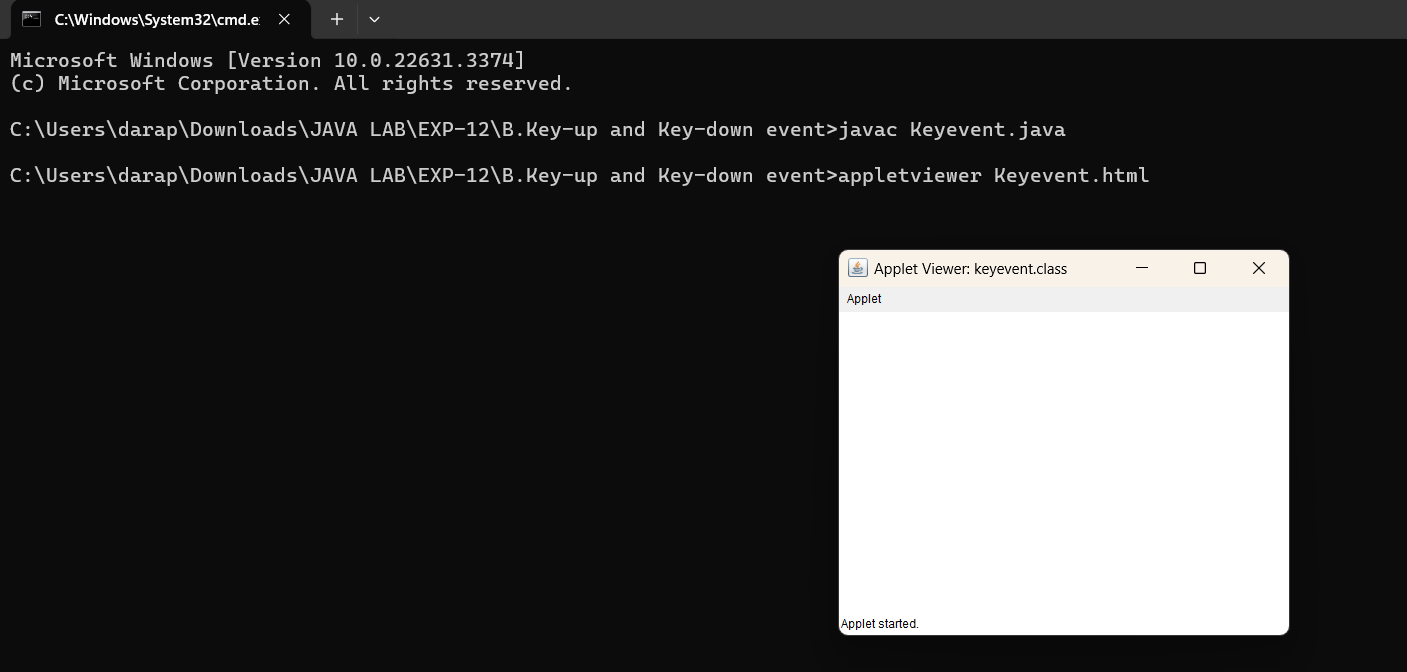 C:\Windows\System32\cmd.e
Microsoft Windows [Version 10.0.22631.3374]
(c) Microsoft Corporation. All rights reserved.
C:\Users\darap\Downloads\JAVA LAB\EXP-12\B.Key-up and Key-down event>javac Keyevent.java
C:\Users\darap\Downloads\JAVA LAB\EXP-12\B.Key-up and Key-down event>appletviewer Keyevent.html
Applet Viewer: keyevent.class
Applet
Applet started.